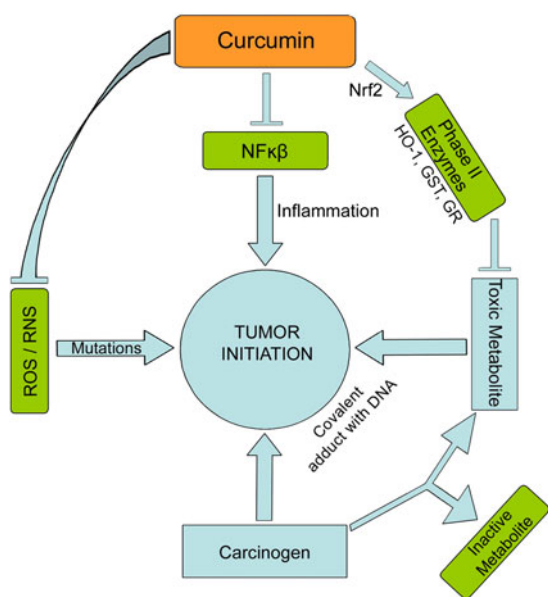 Curcumin
Nrf2
NFκβ
Phase II
Enzymes
HO-1, GST, GR
Inflammation
ROS / RNS
Mutations
TUMOR
INITIATION
Toxic Metabolite
Covalent
adduct with DNA
Carcinogen
Inactive
Metabolite